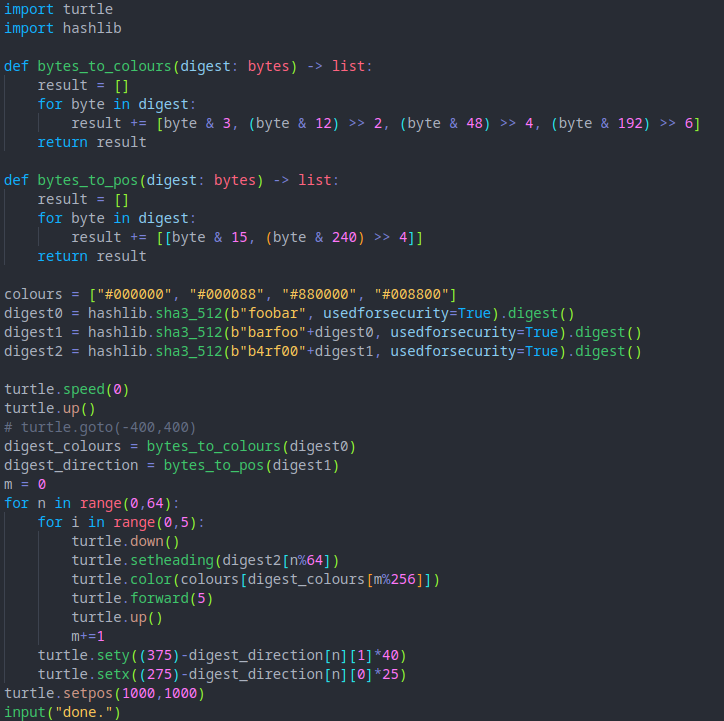 import turtle
import hashlib

def bytes_to_colours(digest: bytes) -> list:
    result = []
    for byte in digest:
        result += [byte & 3, (byte & 12) >> 2, (byte & 48) >> 4, (byte & 192) >> 6]
    return result

def bytes_to_pos(digest: bytes) -> list:
    result = []
    for byte in digest:
        result += [[byte & 15, (byte & 240) >> 4]]
    return result

colours = ["#000000", "#000088", "#880000", "#008800"]
digest0 = hashlib.sha3_512(b"foobar", usedforsecurity=True).digest()
digest1 = hashlib.sha3_512(b"barfoo"+digest0, usedforsecurity=True).digest()
digest2 = hashlib.sha3_512(b"b4rf00"+digest1, usedforsecurity=True).digest()

turtle.speed(0)
turtle.up()
# turtle.goto(-400,400)
digest_colours = bytes_to_colours(digest0)
digest_direction = bytes_to_pos(digest1)
m = 0
for n in range(0,64):
    for i in range(0,5):
        turtle.down()
        turtle.setheading(digest2[n%64])
        turtle.color(colours[digest_colours[m%256]])
        turtle.forward(5)
        turtle.up()
        m+=1
    turtle.sety((375)-digest_direction[n][1]*40)
    turtle.setx((275)-digest_direction[n][0]*25)
turtle.setpos(1000,1000)
input("done.")